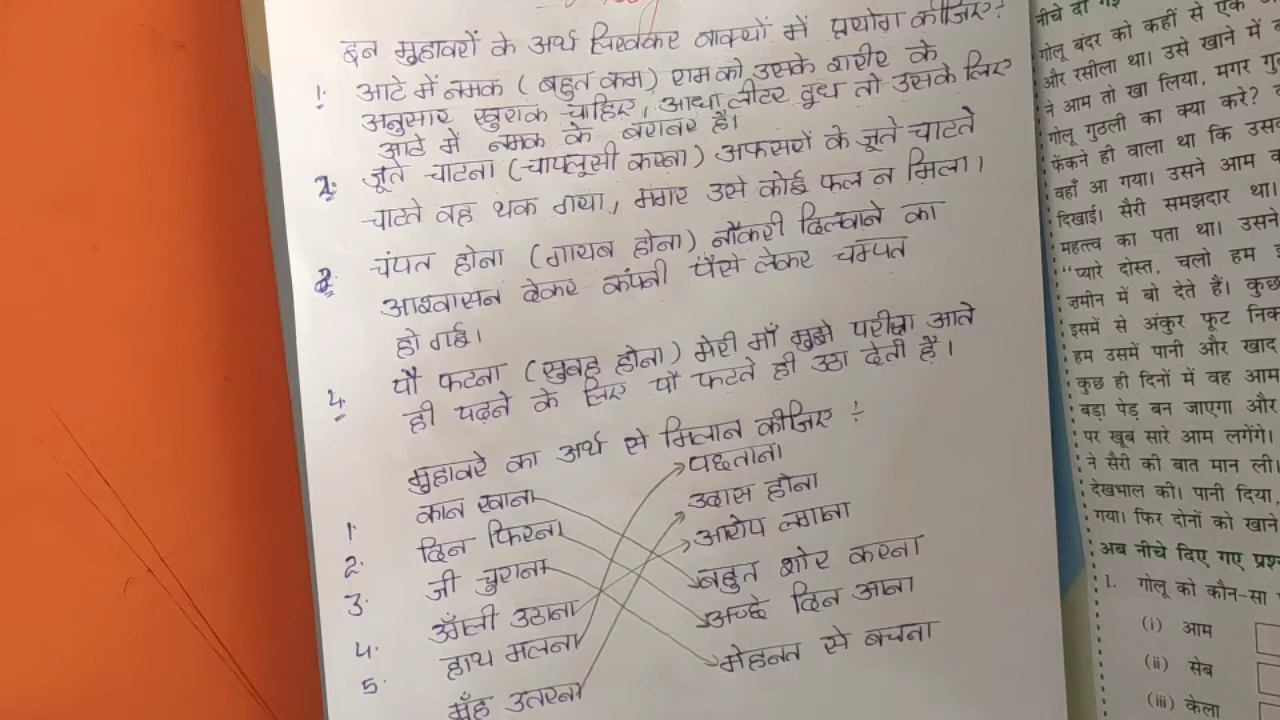 इन मुहावरों के अर्थ लिखकर वाक्यों में प्रयोग कीजिए:
1. आटे में नमक (बहुत कम) राम को उसके शरीर के
अनुसार खुराक चाहिए, आधा लीटर दूध तो उसके लिए
आटे में नमक के बराबर है।
2. जूते चाटना (चापलूसी करना) अफसरों के जूते चाटते
चाटते वह थक गया, मगर उसे कोई फल न मिला।
3. चंपत होना (गायब होना) नौकरी दिलवाने का
आश्वासन देकर कंपनी पैसे लेकर चम्पत
हो गई।
4. पौ फटना (सुबह होना) मेरी माँ मुझे परीक्षा आते
ही पढ़ने के लिए पौ फटते ही उठा देती है।
मुहावरे का अर्थ से मिलान कीजिए :
1. कान खाना पछताना
2. दिन फिरना उदास होना
3. जी चुराना आरोप लगाना
4. उँगली उठाना बहुत शोर करना
5. हाथ मलना अच्छे दिन आना
मुँह उतरना मेहनत से बचना
नीचे दी गई
गोलू बंदर को कहीं से एक
और रसीला था। उसे खाने में
ने आम तो खा लिया, मगर
गोलू गुठली का क्या करे?
फेंकने ही वाला था कि
वहाँ आ गया। उसने आम
दिखाई। सैरी समझदार था।
महत्त्व का पता था। उसने
"प्यारे दोस्त, चलो हम
ज़मीन में बो देते हैं। कुछ
इसमें से अंकुर फूट
हम उसमें पानी और खाद
कुछ ही दिनों में वह आम
बड़ा पेड़ बन जाएगा और
पर खूब सारे आम लगेंगे।
ने सैरी की बात मान ली।
देखभाल की। पानी दिया,
गया। फिर दोनों को खाने
अब नीचे दिए गए
1. गोलू को कौन-सा
(i) आम
(ii) सेब
(iii) केला